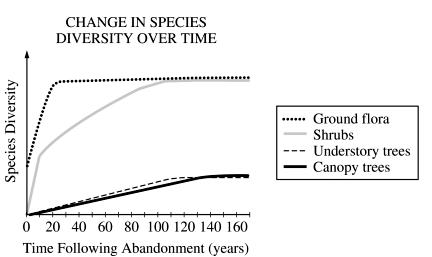 CHANGE IN SPECIES
DIVERSITY OVER TIME
Species Diversity
Ground flora
Shrubs
Understory trees
Canopy trees
0 20 40 60 80 100 120 140 160
Time Following Abandonment (years)